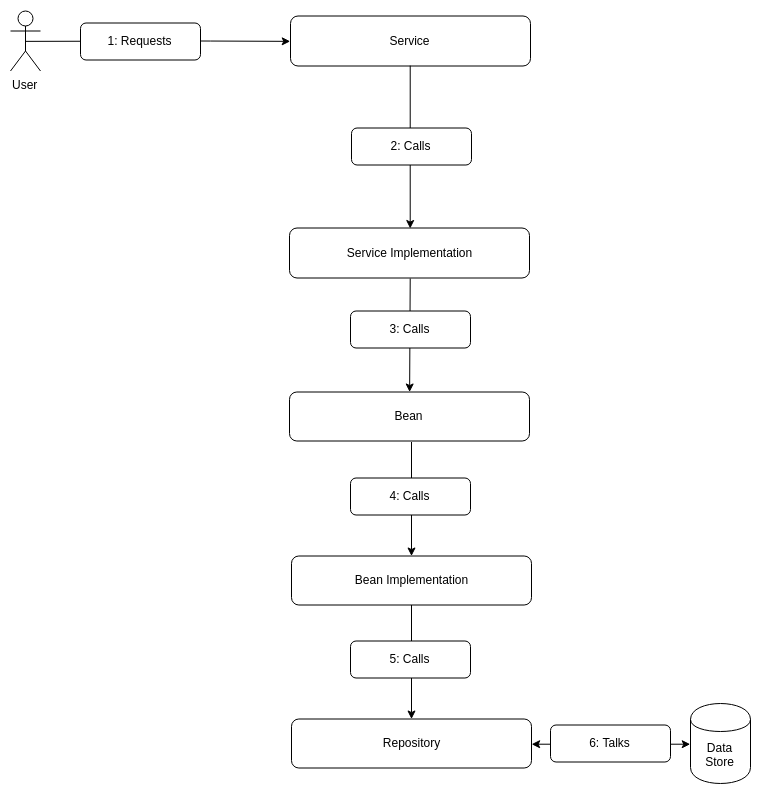 1: Requests
Service
User
2: Calls
Service Implementation
3: Calls
Bean
4: Calls
Bean Implementation
5: Calls
Repository
6: Talks
Data
Store